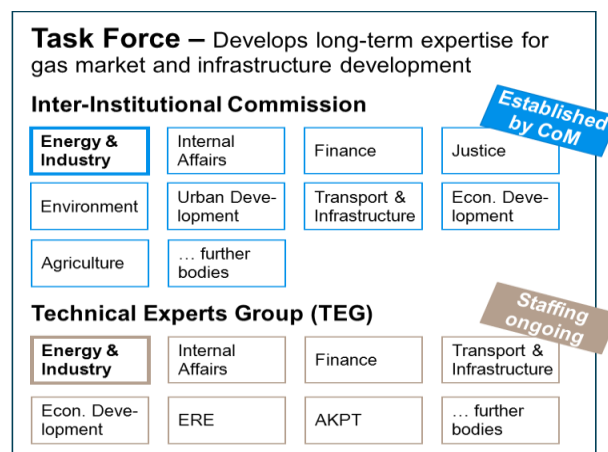 Task Force – Develops long-term expertise for
gas market and infrastructure development
Inter-Institutional Commission
Established
by CoM
Energy &
Industry
Internal
Affairs
Finance
Justice
Environment
Urban Deve-
lopment
Transport &
Infrastructure
Econ. Deve-
lopment
Agriculture
... further
bodies
Technical Experts Group (TEG)
Staffing
ongoing
Energy &
Industry
Internal
Affairs
Finance
Transport &
Infrastructure
Econ. Deve-
lopment
ERE
AKPT
... further
bodies